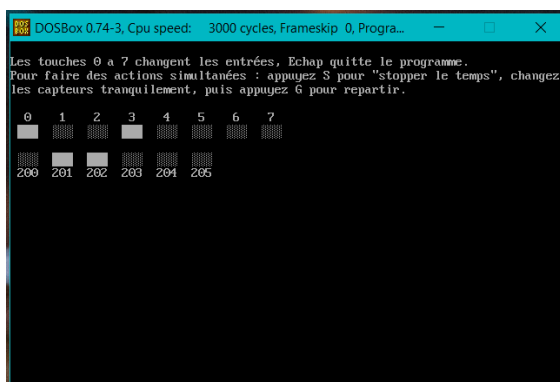 DOSBox 0.74-3, Cpu speed: 3000 cycles, Frameskip 0, Progra...
Les touches 0 a 7 changent les entrées, Echap quitte le programme.
Pour faire des actions simultanées : appuyez S pour "stopper le temps", changez
les capteurs tranquilement, puis appuyez G pour repartir.
0 1 2 3 4 5 6 7
200 201 202 203 204 205